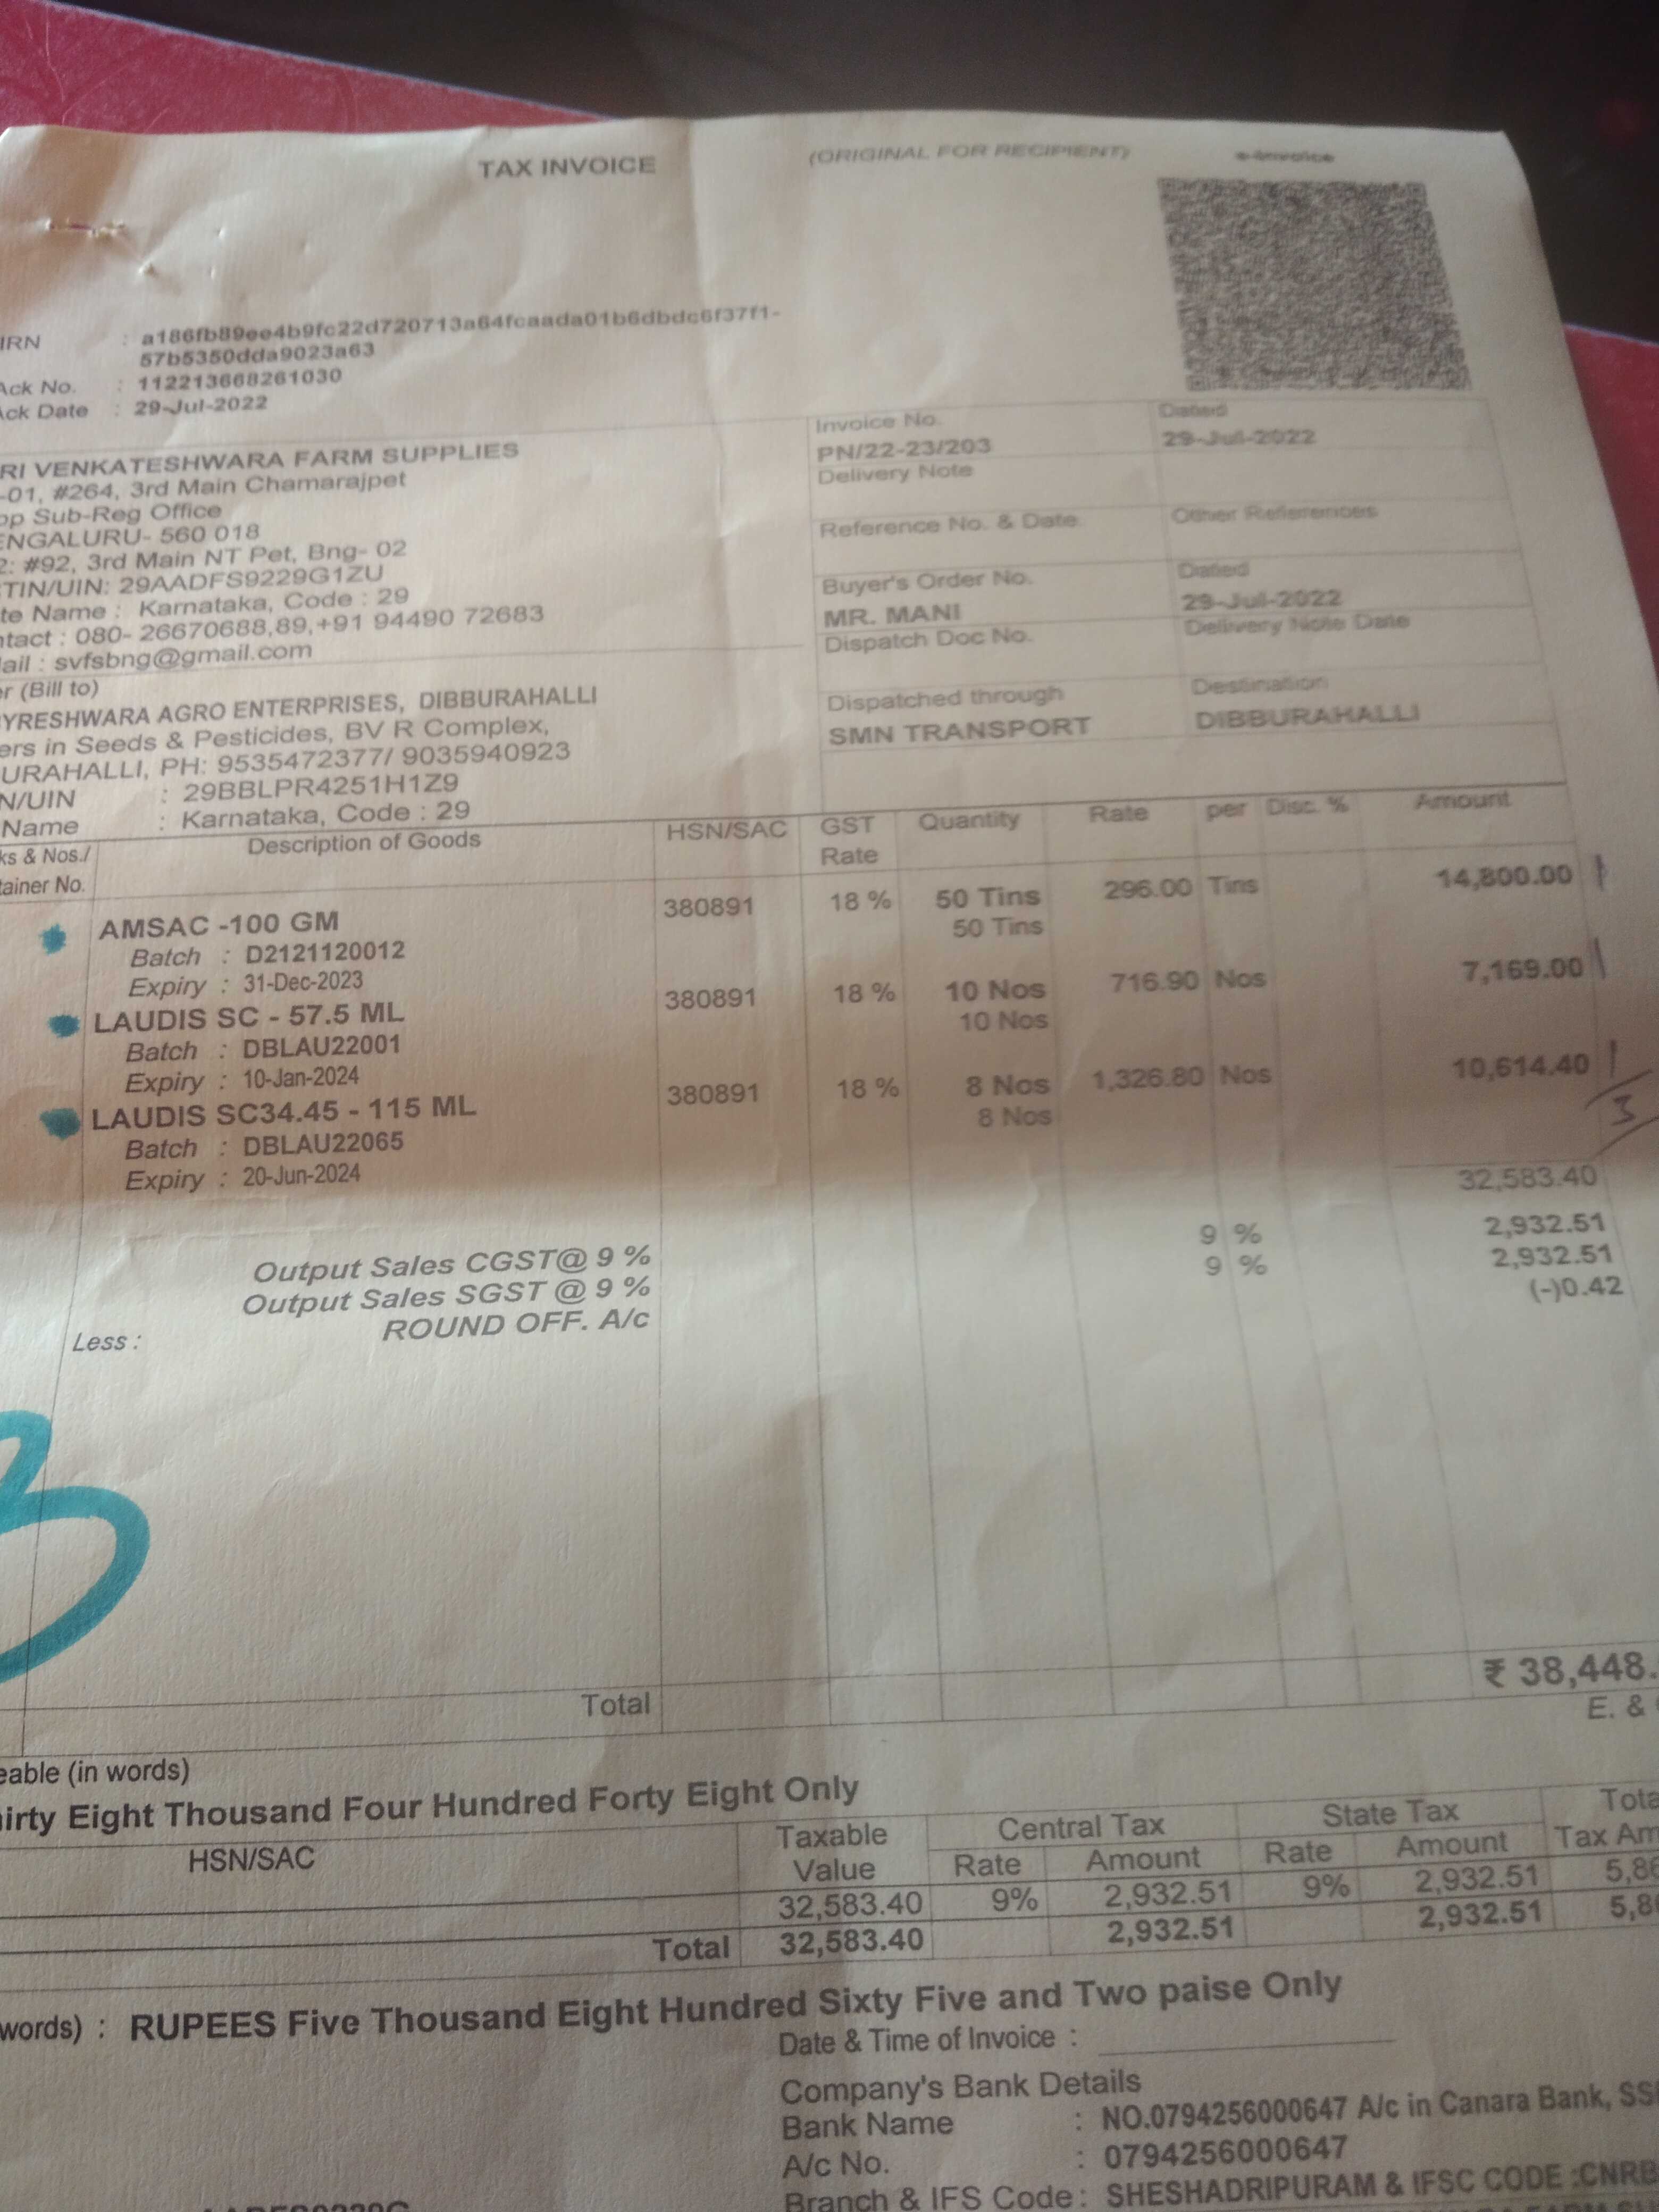 TAX INVOICE
(ORIGINAL FOR RECIPIENT)
e-Invoice
IRN : a186fb89ee4b9fc22d720713a64fcaada01b6dbdc6f37f1-
57b5350dda9023a63
Ack No. : 112213668261030
Ack Date : 29-Jul-2022
RI VENKATESHWARA FARM SUPPLIES
-01, #264, 3rd Main Chamarajpet
op Sub-Reg Office
ENGALURU- 560 018
2: #92, 3rd Main NT Pet, Bng- 02
TIN/UIN: 29AADFS9229G1ZU
te Name : Karnataka, Code : 29
ntact : 080- 26670688,89,+91 94490 72683
ail : svfsbng@gmail.com
r (Bill to)
YRESHWARA AGRO ENTERPRISES, DIBBURAHALLI
ers in Seeds & Pesticides, BV R Complex,
URAHALLI, PH: 9535472377/ 9035940923
N/UIN : 29BBLPR4251H1Z9
Name : Karnataka, Code : 29
Invoice No. Dated
PN/22-23/203 29-Jul-2022
Delivery Note
Reference No. & Date. Other References
Buyer's Order No. Dated
MR. MANI 29-Jul-2022
Dispatch Doc No. Delivery Note Date
Dispatched through Destination
SMN TRANSPORT DIBBURAHALLI
ks & Nos./ Description of Goods HSN/SAC GST Quantity Rate per Disc. % Amount
tainer No. Rate
AMSAC -100 GM 380891 18 % 50 Tins 296.00 Tins 14,800.00
50 Tins
Batch : D2121120012
Expiry : 31-Dec-2023
LAUDIS SC - 57.5 ML 380891 18 % 10 Nos 716.90 Nos 7,169.00
10 Nos
Batch : DBLAU22001
Expiry : 10-Jan-2024
LAUDIS SC34.45 - 115 ML 380891 18 % 8 Nos 1,326.80 Nos 10,614.40
8 Nos
3
Batch : DBLAU22065
Expiry : 20-Jun-2024
32,583.40
Output Sales CGST@ 9 % 9 % 2,932.51
Output Sales SGST @ 9 % 9 % 2,932.51
Less : ROUND OFF. A/c (-)0.42
Total ₹ 38,448.
E. &
eable (in words)
irty Eight Thousand Four Hundred Forty Eight Only
HSN/SAC Taxable Central Tax State Tax Tota
Value Rate Amount Rate Amount Tax Am
32,583.40 9% 2,932.51 9% 2,932.51 5,86
Total 32,583.40 2,932.51 2,932.51 5,8
words) : RUPEES Five Thousand Eight Hundred Sixty Five and Two paise Only
Date & Time of Invoice :
Company's Bank Details
Bank Name : NO.0794256000647 A/c in Canara Bank, SS
A/c No. : 0794256000647
Branch & IFS Code : SHESHADRIPURAM & IFSC CODE :CNRB